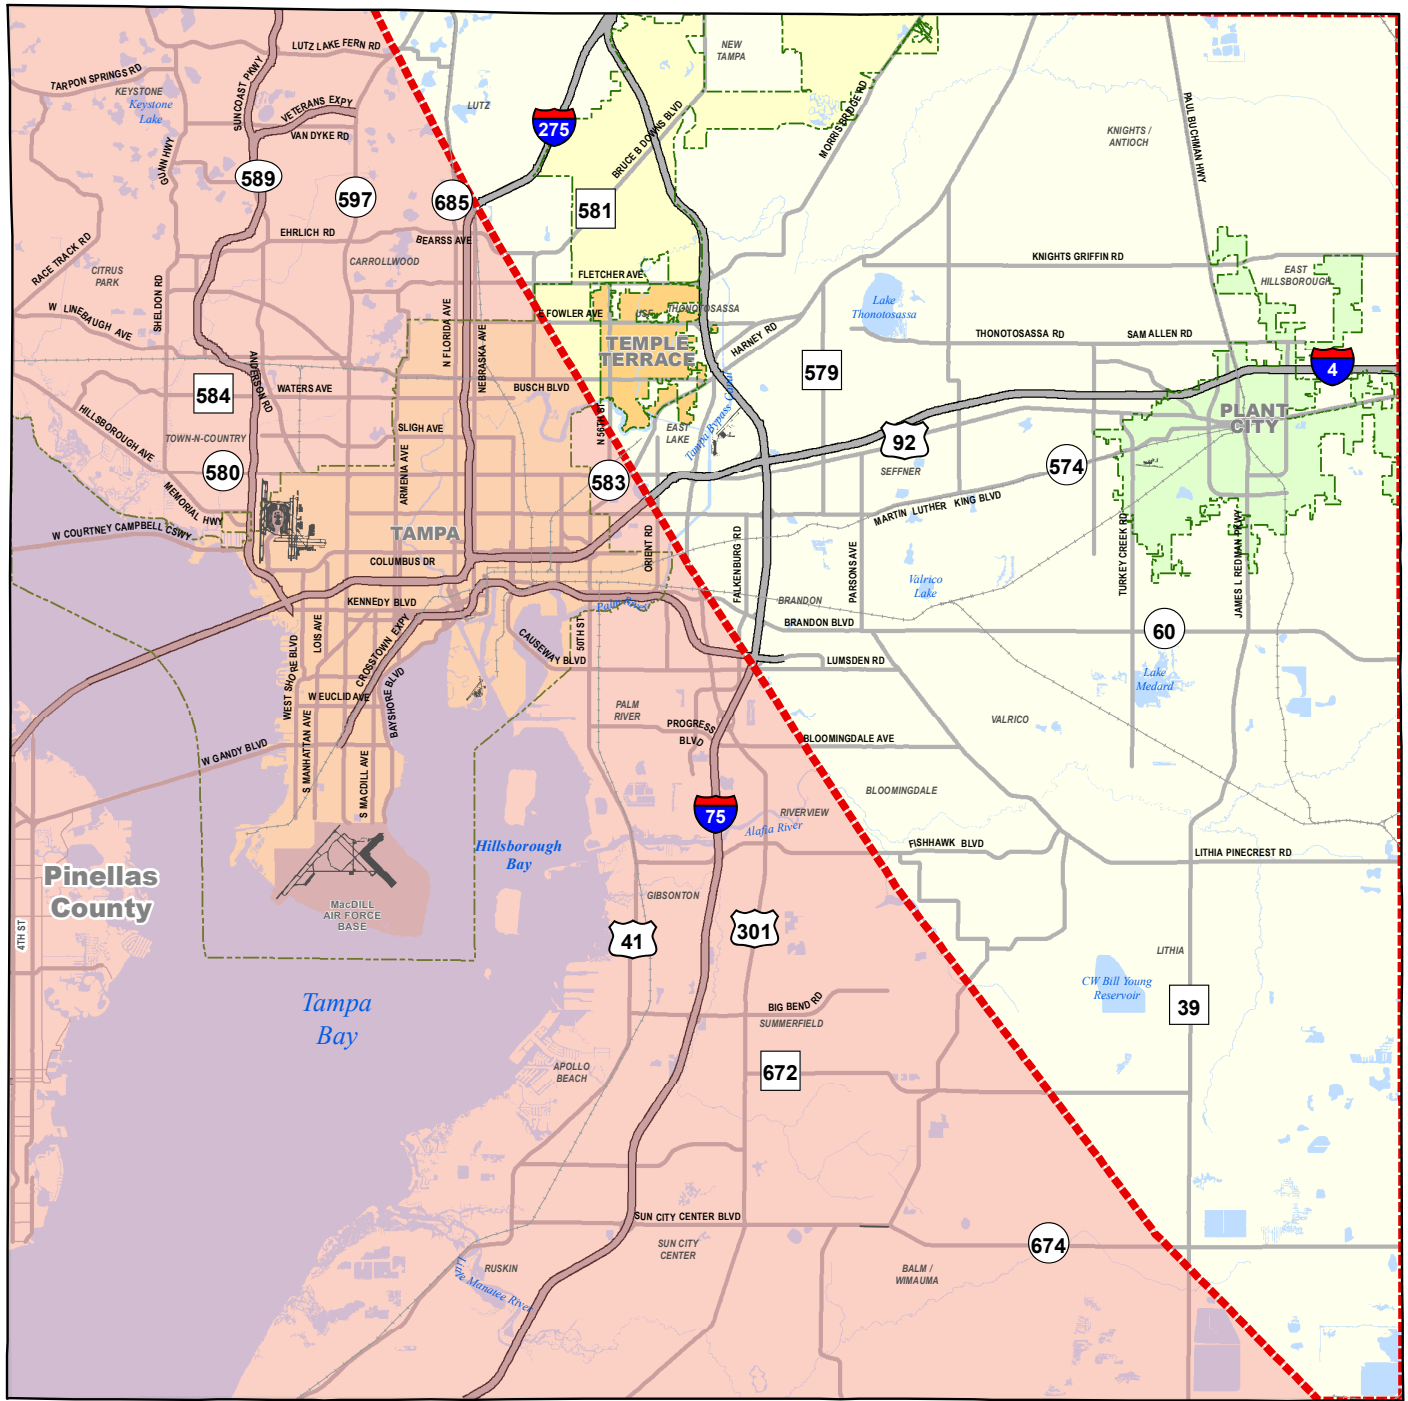 LUTZ LAKE FERN RD
TARPON SPRINGS RD
KEYSTONE
Keystone
Lake
SUNCOAST PKWY
VETERANS EXPY
VAN DYKE RD
GUNN HWY
LUTZ
NEW
TAMPA
275
BRUCE B DOWNS BLVD
MORRIS BRIDGE RD
KNIGHTS /
ANTIOCH
PAUL BUCHMAN HWY
589
597
685
581
EHRLICH RD
BEARSS AVE
CARROLLWOOD
RACE TRACK RD
CITRUS
PARK
SHELDON RD
W LINEBAUGH AVE
FLETCHER AVE
KNIGHTS GRIFFIN RD
EAST
HILLSBOROUGH
N FLORIDA AVE
NEBRASKA AVE
E FOWLER AVE
USF
THONOTOSASSA
Lake
Thonotosassa
THONOTOSASSA RD
SAM ALLEN RD
TEMPLE
TERRACE
HARNEY RD
579
4
ANDERSON RD
584
WATERS AVE
BUSCH BLVD
HILLSBOROUGH AVE
TOWN-N-COUNTRY
SLIGH AVE
N 56TH ST
EAST
LAKE
Tampa Bypass Canal
92
SEFFNER
PLANT
CITY
574
580
ARMENIA AVE
583
MEMORIAL HWY
W COURTNEY CAMPBELL CSWY
TAMPA
MARTIN LUTHER KING BLVD
COLUMBUS DR
ORIENT RD
FALKENBURG RD
PARSONS AVE
Valrico
Lake
TURKEY CREEK RD
JAMES L REDMAN PKWY
KENNEDY BLVD
Palm River
BRANDON
BRANDON BLVD
60
WEST SHORE BLVD
LOIS AVE
CROSSTOWN EXPY
CAUSEWAY BLVD
50TH ST
LUMSDEN RD
Lake
Medard
W EUCLID AVE
BAYSHORE BLVD
PALM
RIVER
PROGRESS
BLVD
VALRICO
BLOOMINGDALE AVE
W GANDY BLVD
S MANHATTAN AVE
S MACDILL AVE
BLOOMINGDALE
75
RIVERVIEW
Alafia River
Hillsborough
Bay
FISHHAWK BLVD
LITHIA PINECREST RD
Pinellas
County
MacDILL
AIR FORCE
BASE
4TH ST
GIBSONTON
41
301
LITHIA
CW Bill Young
Reservoir
39
Tampa
Bay
BIG BEND RD
SUMMERFIELD
APOLLO
BEACH
672
SUN CITY CENTER BLVD
SUN CITY
CENTER
674
RUSKIN
Little Manatee River
BALM /
WIMAUMA